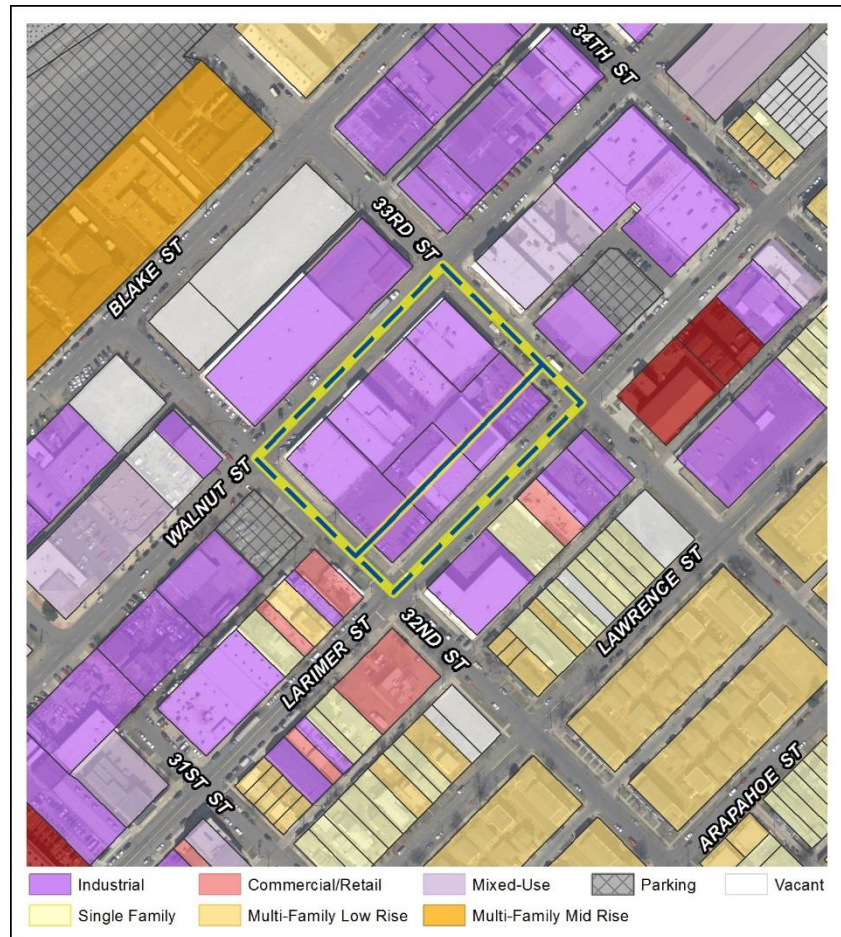 34TH ST
33RD ST
BLAKE ST
WALNUT ST
LAWRENCE ST
32ND ST
LARIMER ST
31ST ST
ARAPAHOE ST
Industrial
Commercial/Retail
Mixed-Use
Parking
Vacant
Single Family
Multi-Family Low Rise
Multi-Family Mid Rise